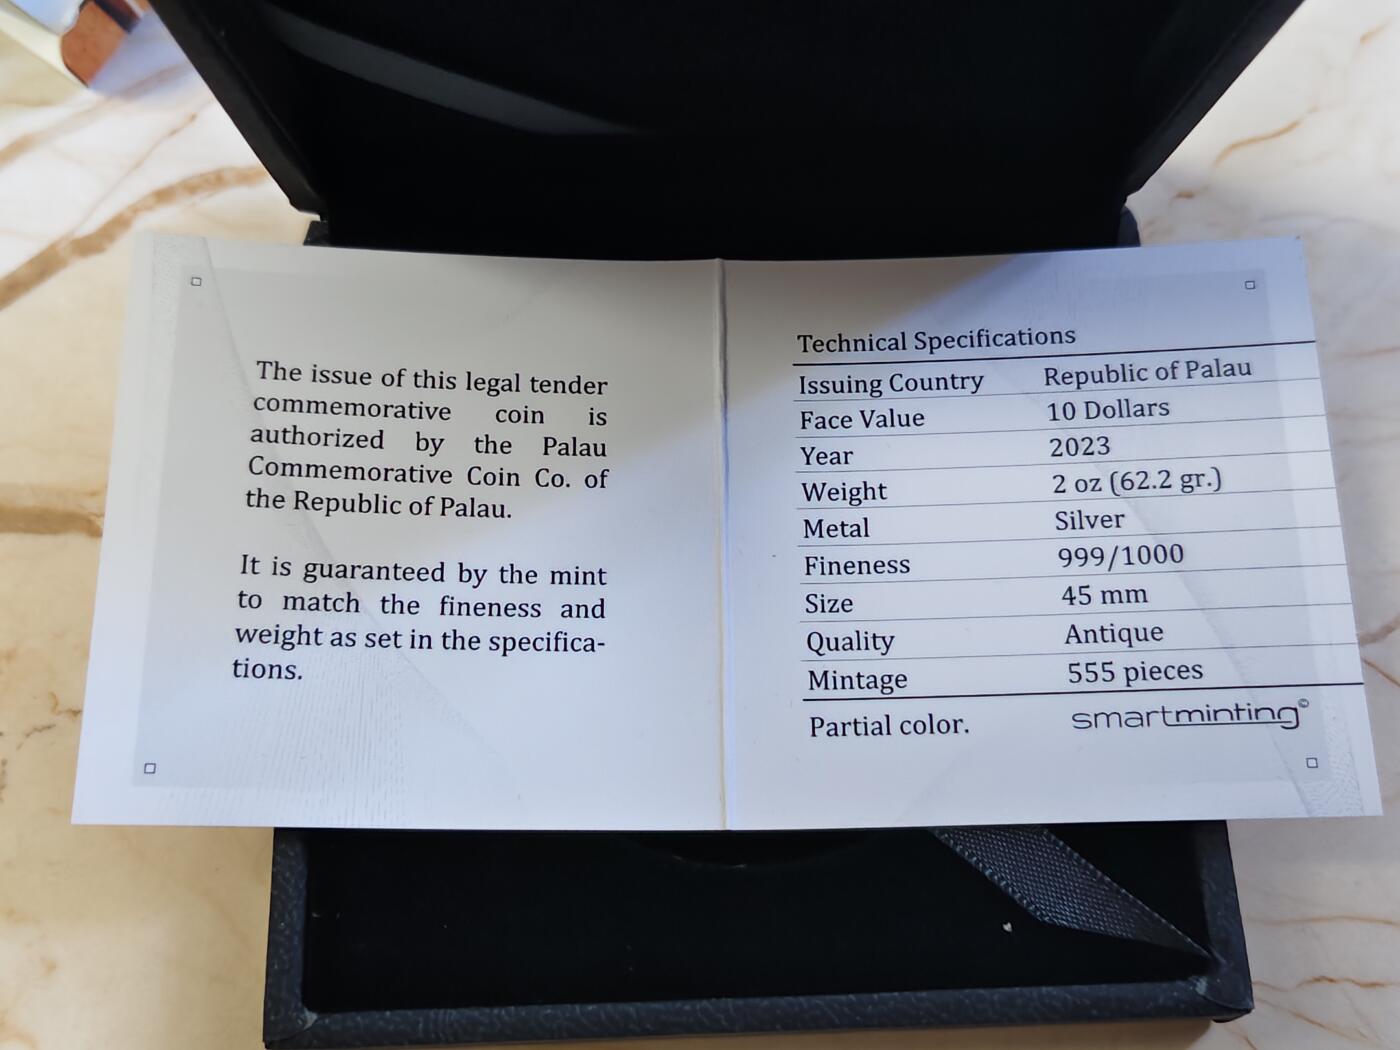 The issue of this legal tender
commemorative coin is
authorized by the Palau
Commemorative Coin Co. of
the Republic of Palau.
It is guaranteed by the mint
to match the fineness and
weight as set in the specifica-
tions.
Technical Specifications
Issuing Country Republic of Palau
Face Value 10 Dollars
Year 2023
Weight 2 oz (62.2 gr.)
Metal Silver
Fineness 999/1000
Size 45 mm
Quality Antique
Mintage 555 pieces
Partial color. smartminting©